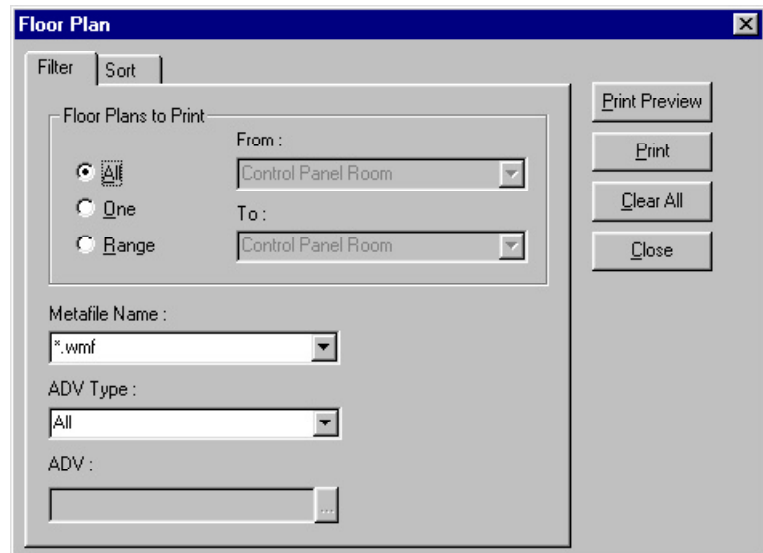 Floor Plan
Filter
Sort
Floor Plans to Print
From :
All
Control Panel Room
One
To :
Range
Control Panel Room
Metafile Name :
*.wmf
ADV Type :
All
ADV :
...
Print Preview
Print
Clear All
Close